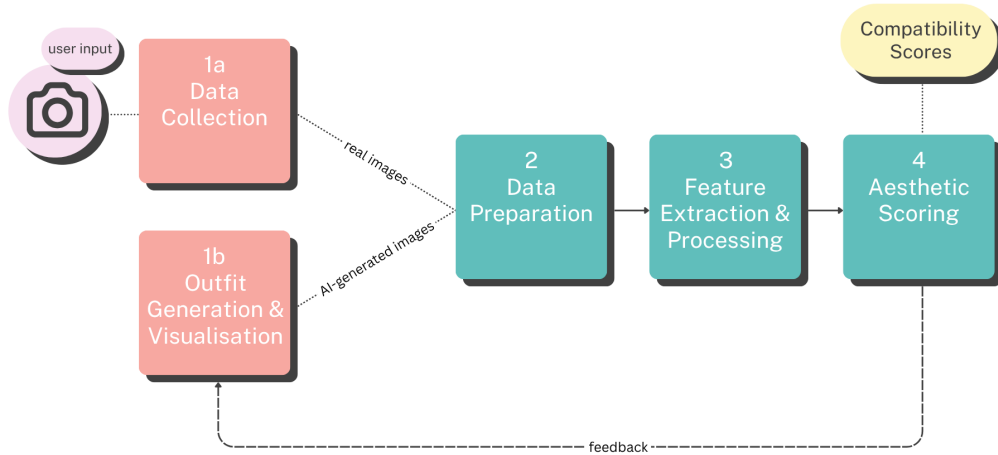 user input
1a
Data
Collection
real images
1b
Outfit
Generation &
Visualisation
AI-generated images
2
Data
Preparation
3
Feature
Extraction &
Processing
4
Aesthetic
Scoring
Compatibility
Scores
feedback